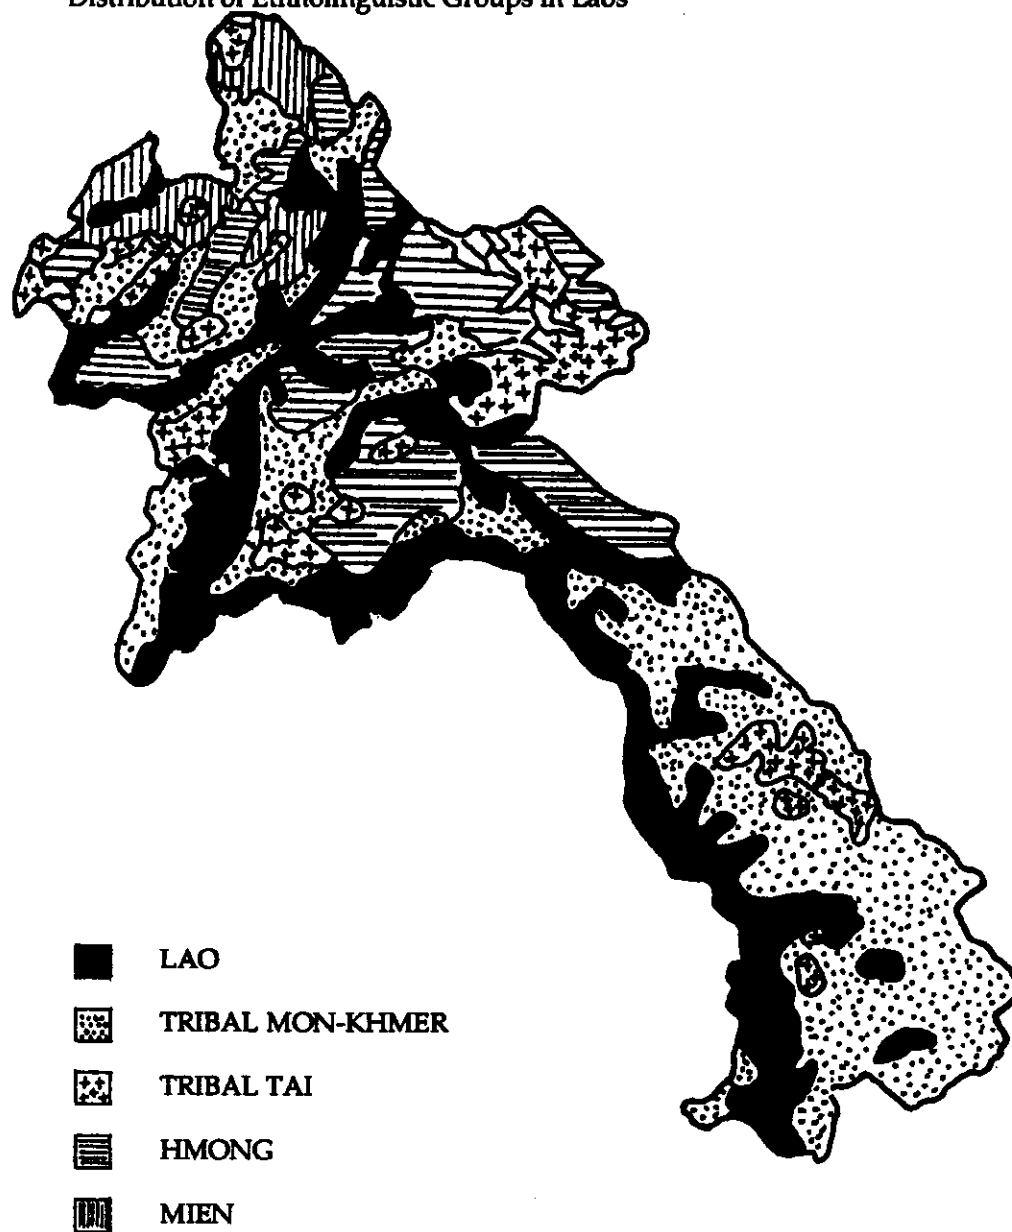 Distribution of Ethnolinguistic Groups in Laos
LAO
TRIBAL MON-KHMER
TRIBAL TAI
HMONG
MIEN